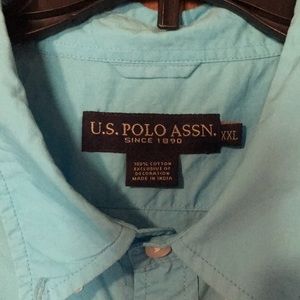 U.S. POLO ASSN.
SINCE 1890
XXL
100% COTTON
EXCLUSIVE OF
DECORATION
MADE IN INDIA